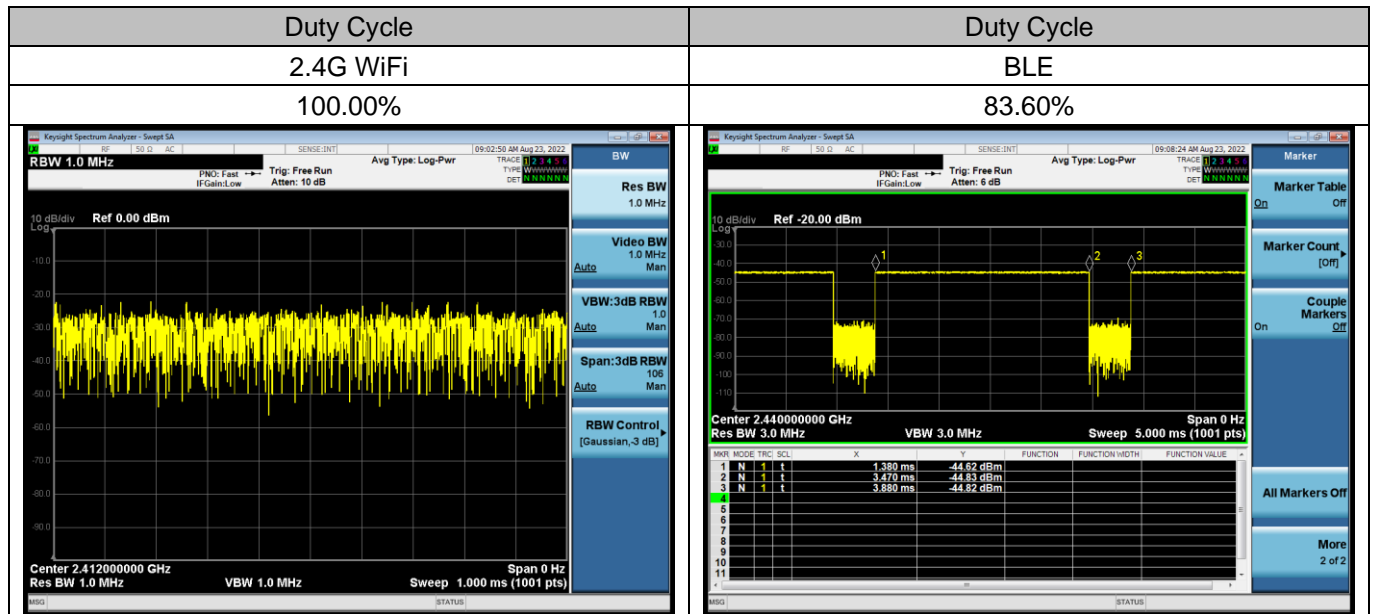 Duty Cycle Duty Cycle
2.4G WiFi BLE
100.00% 83.60%
Keysight Spectrum Analyzer - Swept SA
RF 50 Ω AC SENSE:INT 09:02:50 AM Aug 23, 2022
RBW 1.0 MHz Avg Type: Log-Pwr TRACE 1 2 3 4 5 6
PNO: Fast Trig: Free Run TYPE
IFGain:Low Atten: 10 dB DET N N N N N N
10 dB/div Ref 0.00 dBm
Log
-10.0
-20.0
-30.0
-40.0
-50.0
-60.0
-70.0
-80.0
-90.0
Center 2.412000000 GHz Span 0 Hz
Res BW 1.0 MHz VBW 1.0 MHz Sweep 1.000 ms (1001 pts)
MSG STATUS
BW
Res BW
1.0 MHz
Video BW
1.0 MHz
Auto Man
VBW:3dB RBW
1.0
Auto Man
Span:3dB RBW
106
Auto Man
RBW Control
[Gaussian,-3 dB]
Keysight Spectrum Analyzer - Swept SA
RF 50 Ω AC SENSE:INT 09:08:24 AM Aug 23, 2022
Avg Type: Log-Pwr TRACE 1 2 3 4 5 6
PNO: Fast Trig: Free Run TYPE
IFGain:Low Atten: 6 dB DET N N N N N N
10 dB/div Ref -20.00 dBm
Log
-30.0
-40.0
-50.0
-60.0
-70.0
-80.0
-90.0
-100
-110
1 2 3
Center 2.440000000 GHz Span 0 Hz
Res BW 3.0 MHz VBW 3.0 MHz Sweep 5.000 ms (1001 pts)
MKR MODE TRC SCL X Y FUNCTION FUNCTION WIDTH FUNCTION VALUE
1 N 1 t 1.380 ms -44.62 dBm
2 N 1 t 3.470 ms -44.83 dBm
3 N 1 t 3.880 ms -44.82 dBm
4
5
6
7
8
9
10
11
MSG STATUS
Marker
Marker Table
On Off
Marker Count
[Off]
Couple
Markers
On Off
All Markers Off
More
2 of 2